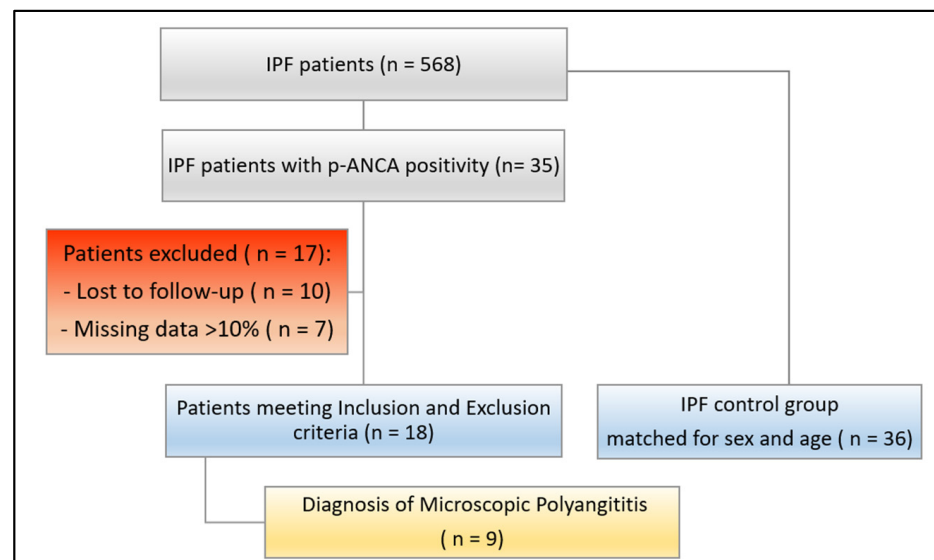 IPF patients (n = 568)
IPF patients with p-ANCA positivity (n= 35)
Patients excluded ( n = 17):
- Lost to follow-up ( n = 10)
- Missing data >10% ( n = 7)
Patients meeting Inclusion and Exclusion
criteria (n = 18)
IPF control group
matched for sex and age ( n = 36)
Diagnosis of Microscopic Polyangititis
( n = 9)